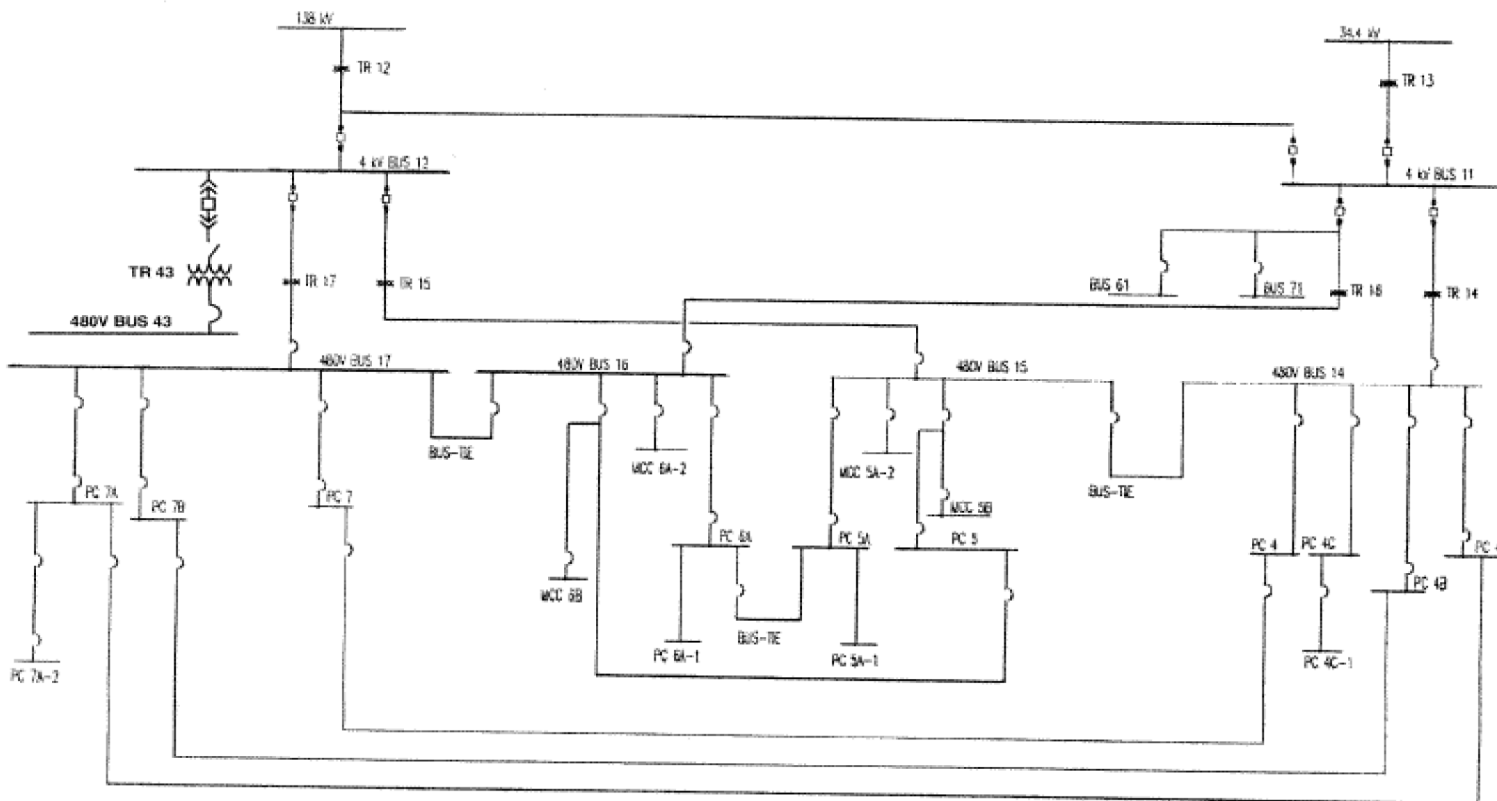 138 kV
34.4 kV
TR 12
TR 13
4 kV BUS 12
4 kV BUS 11
TR 43
TR 17
TR 15
BUS 61
BUS 71
TR 16
TR 14
480V BUS 43
480V BUS 17
480V BUS 16
480V BUS 15
480V BUS 14
BUS-TIE
MCC 6A-2
MCC 5A-2
BUS-TIE
PC 7A
PC 7B
PC 7
MCC 5B
PC 6A
PC 5A
PC 5
PC 4
PC 4C
PC 4
MCC 6B
PC 4B
BUS-TIE
PC 6A-1
PC 5A-1
PC 4C-1
PC 7A-2